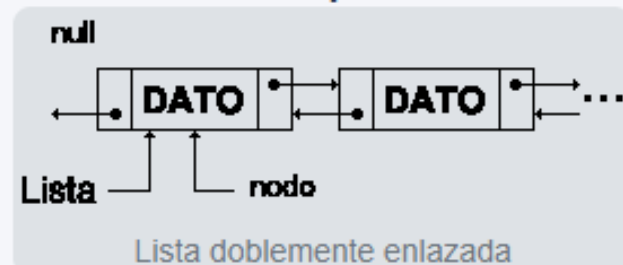 null
DATO DATO ...
Lista nodo
Lista doblemente enlazada